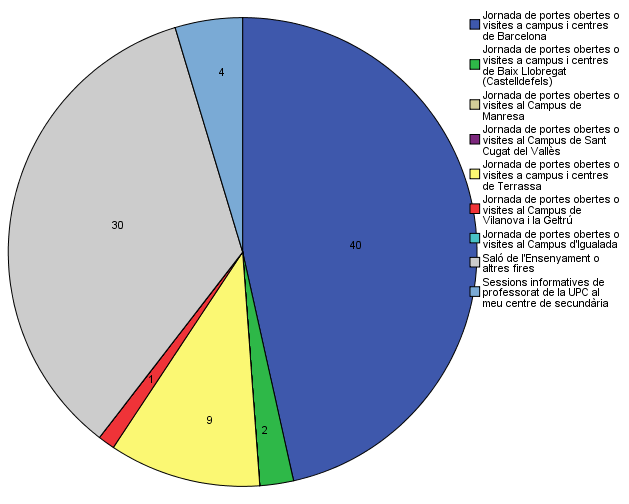 Jornada de portes obertes o
visites a campus i centres
de Barcelona
Jornada de portes obertes o
visites a campus i centres
de Baix Llobregat
(Castelldefels)
Jornada de portes obertes o
visites al Campus de
Manresa
Jornada de portes obertes o
visites al Campus de Sant
Cugat del Vallès
Jornada de portes obertes o
visites a campus i centres
de Terrassa
Jornada de portes obertes o
visites al Campus de
Vilanova i la Geltrú
Jornada de portes obertes o
visites al Campus d'Igualada
Saló de l'Ensenyament o
altres fires
Sessions informatives de
professorat de la UPC al
meu centre de secundària
4
30
40
1
9
2